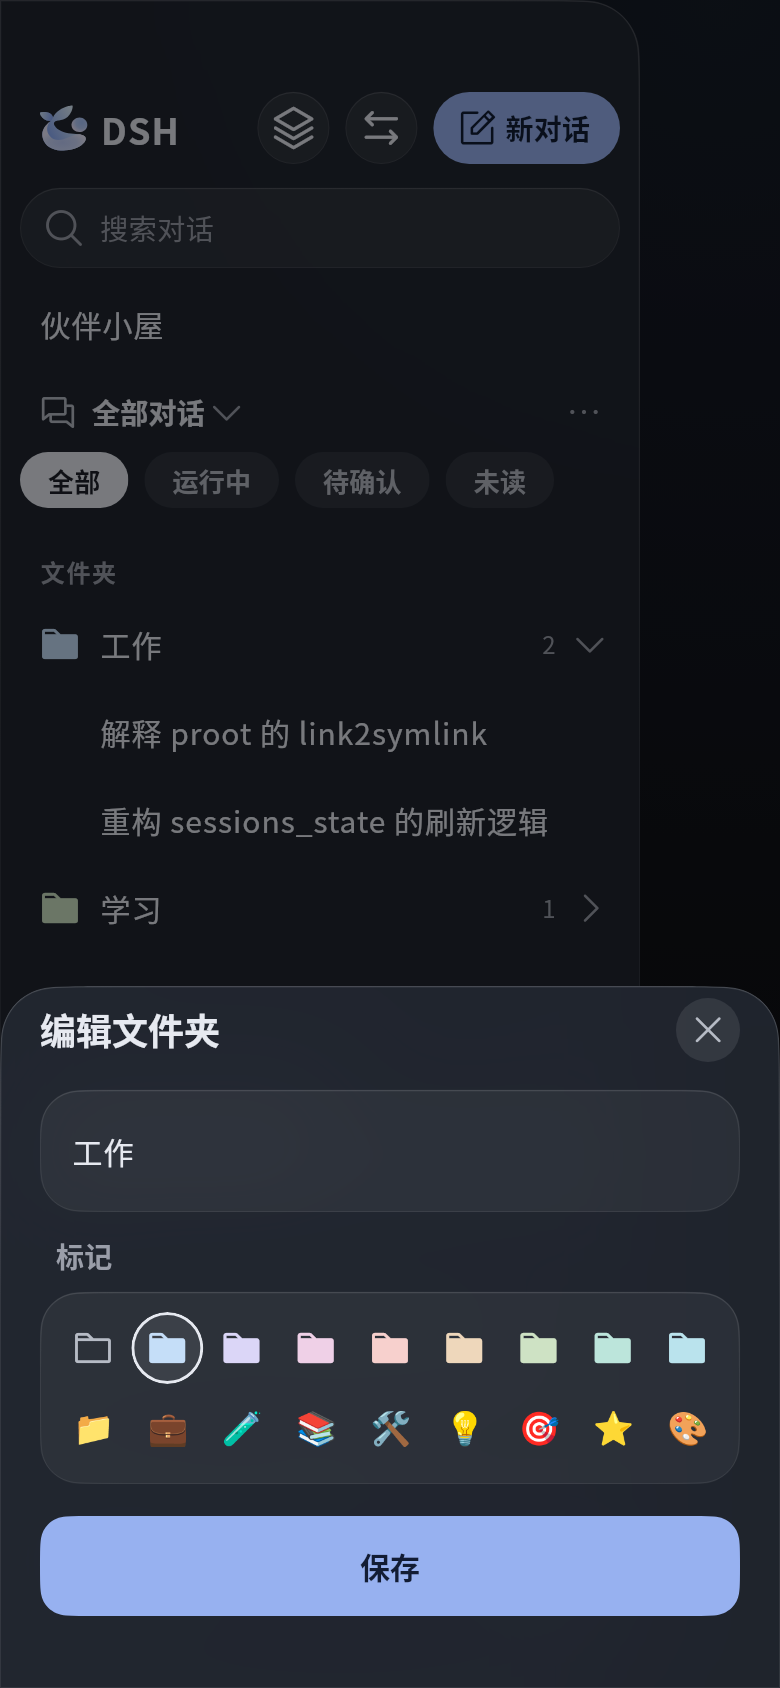 DSH
新对话
搜索对话
伙伴小屋
全部对话
全部 运行中 待确认 未读
文件夹
工作 2
解释 proot 的 link2symlink
重构 sessions_state 的刷新逻辑
学习 1
编辑文件夹
工作
标记
保存